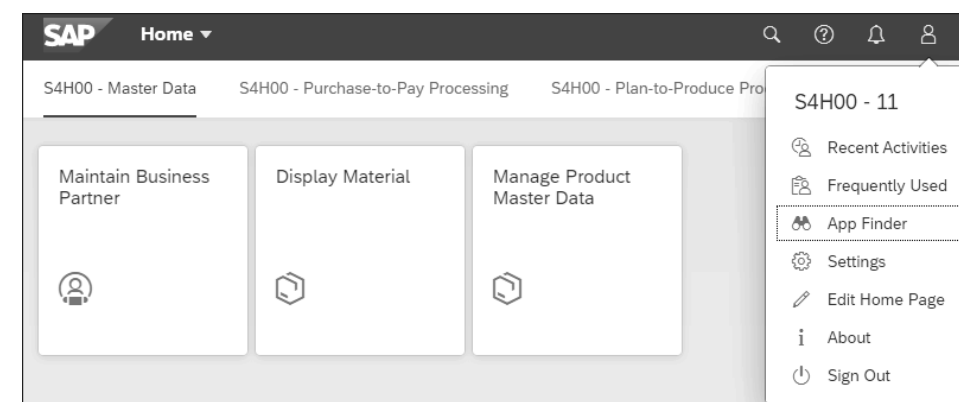 SAP Home ▾
S4H00 - Master Data S4H00 - Purchase-to-Pay Processing S4H00 - Plan-to-Produce Pro
S4H00 - 11
Recent Activities
Frequently Used
App Finder
Settings
Edit Home Page
About
Sign Out
Maintain Business
Partner
Display Material
Manage Product
Master Data